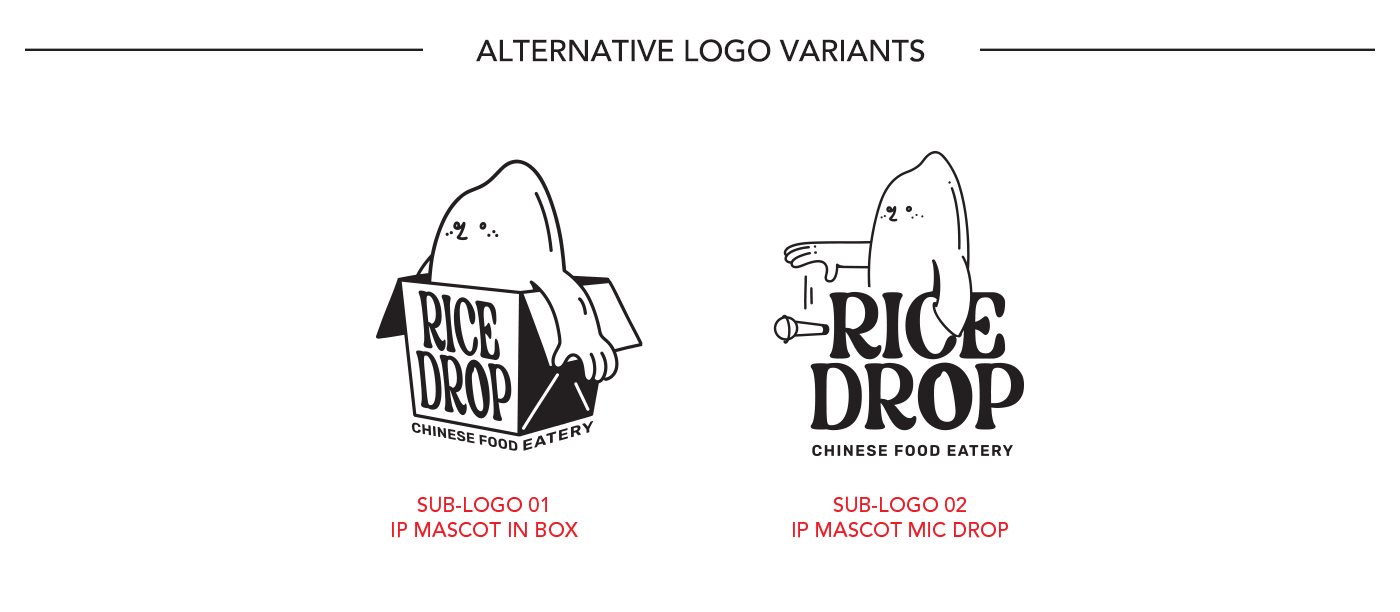 ALTERNATIVE LOGO VARIANTS
RICE
DROP
CHINESE FOOD EATERY
SUB-LOGO 01
IP MASCOT IN BOX
RICE
DROP
CHINESE FOOD EATERY
SUB-LOGO 02
IP MASCOT MIC DROP